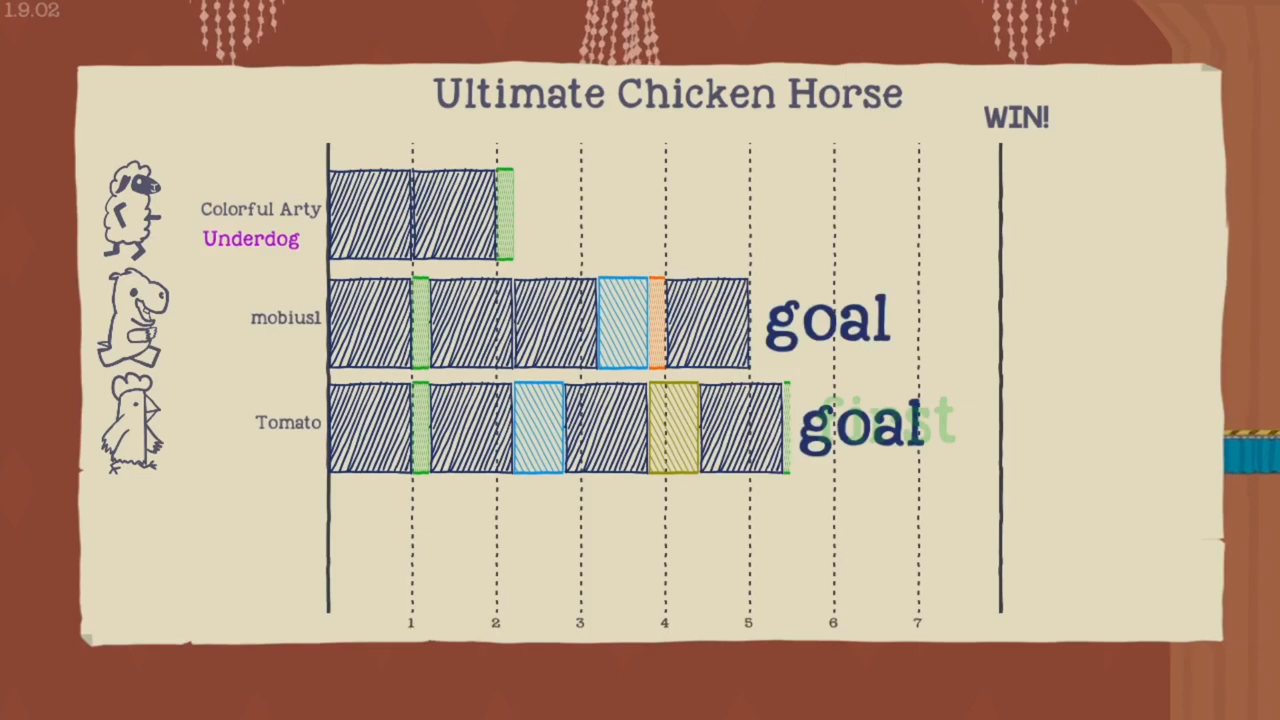 1.9.02
Ultimate Chicken Horse
WIN!
Colorful Arty
Underdog
mobius1
goal
Tomato
goal
first
1 2 3 4 5 6 7